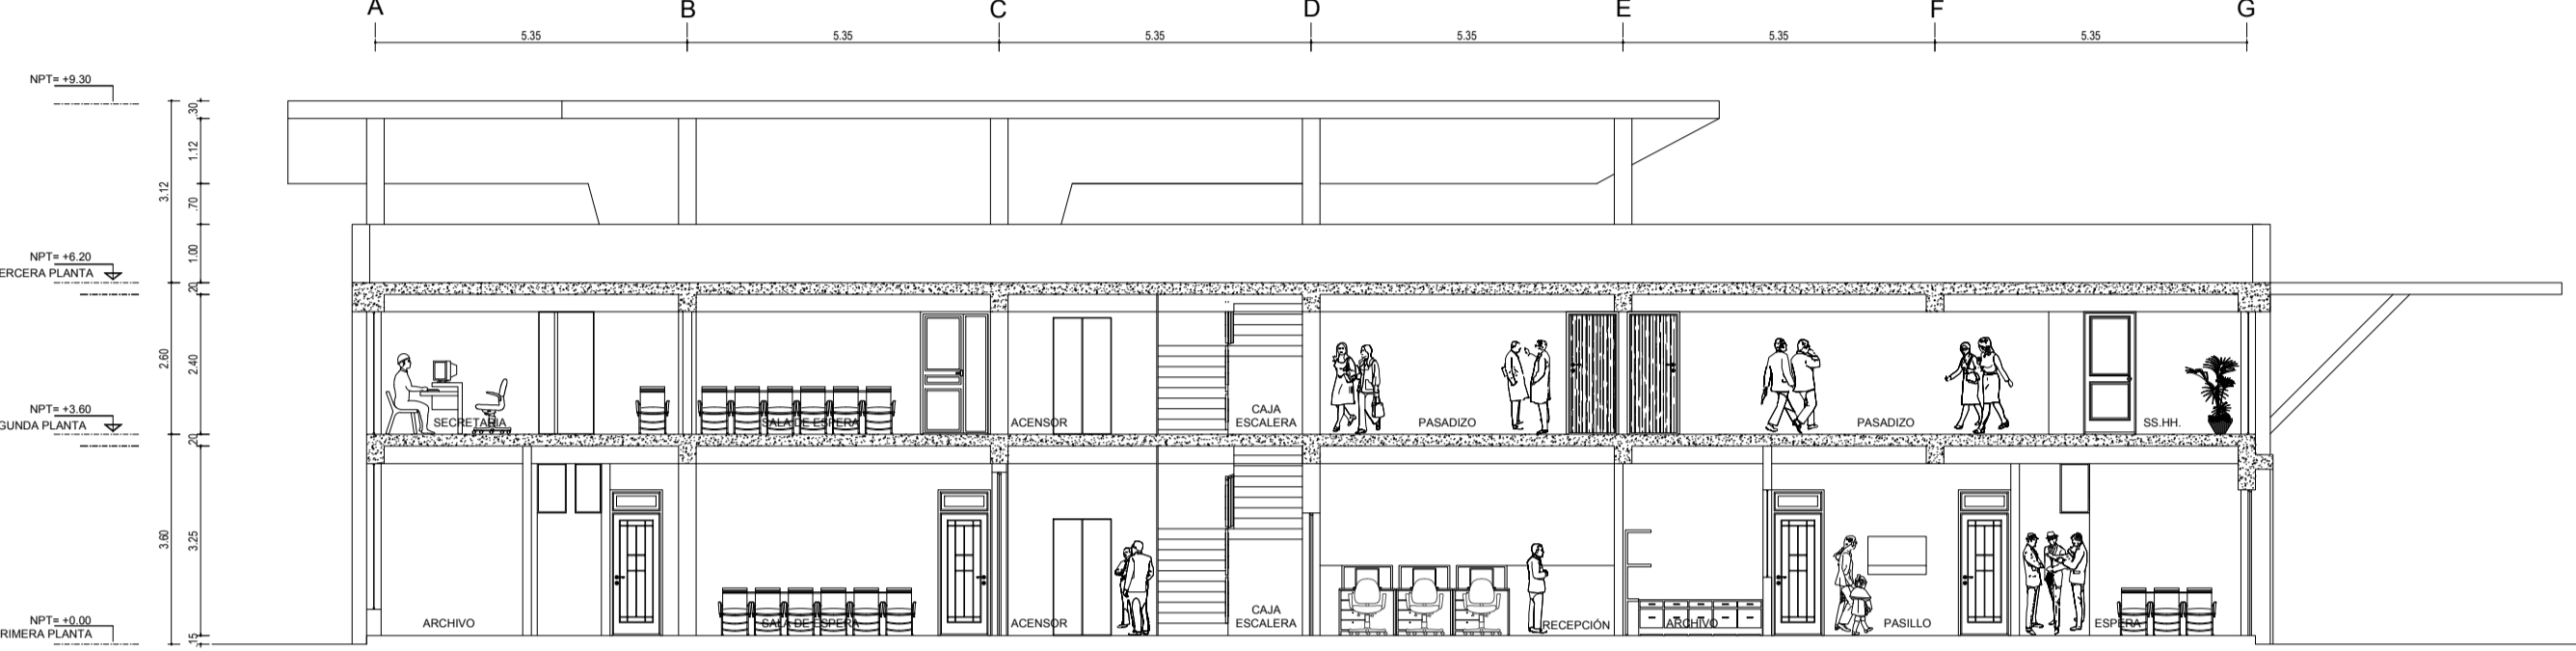 A B C D E F G
5.35 5.35 5.35 5.35 5.35 5.35
NPT= +9.30
.30
1.12
3.12
.70
1.00
NPT= +6.20
ERCERA PLANTA
.20
2.60
2.40
NPT= +3.60
GUNDA PLANTA
.20
3.60
3.25
NPT= +0.00
RIMERA PLANTA
.15
SECRETARIA
SALA DE ESPERA
ACENSOR
CAJA
ESCALERA
PASADIZO
PASADIZO
SS.HH.
ARCHIVO
SALA DE ESPERA
ACENSOR
CAJA
ESCALERA
RECEPCIÓN
ARCHIVO
PASILLO
ESPERA